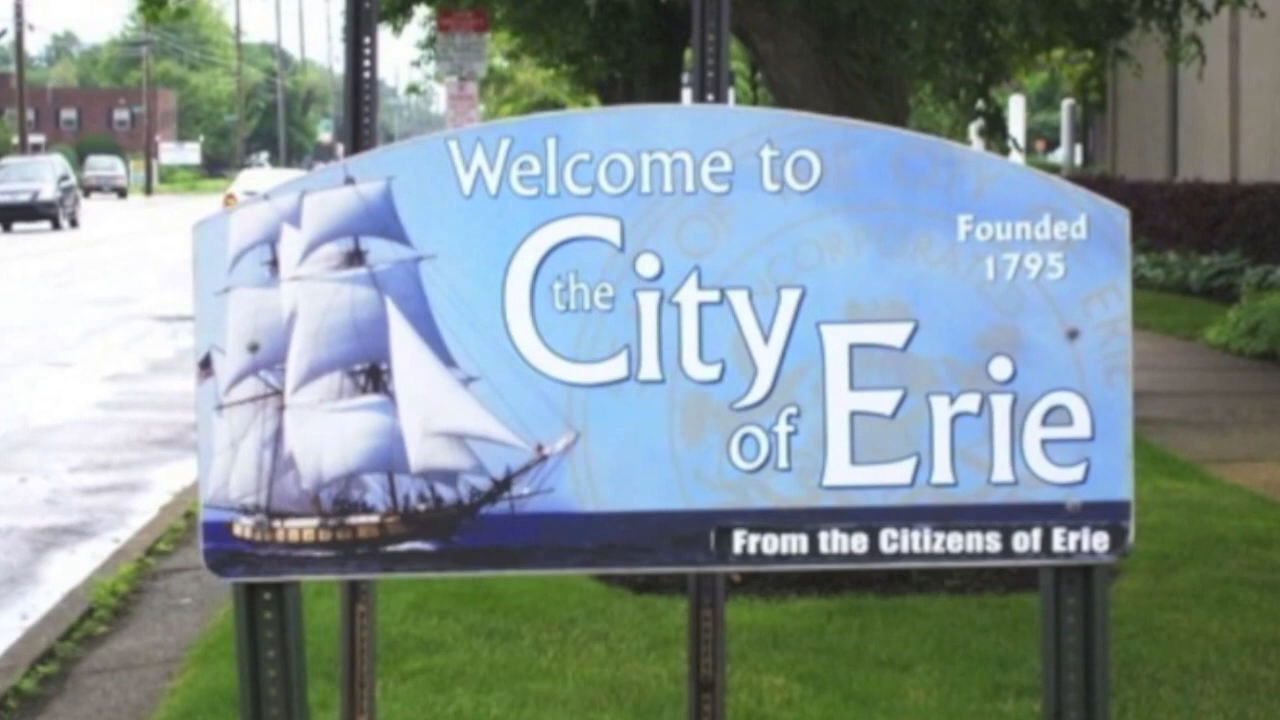 Welcome to
the City
of Erie
Founded
1795
From the Citizens of Erie